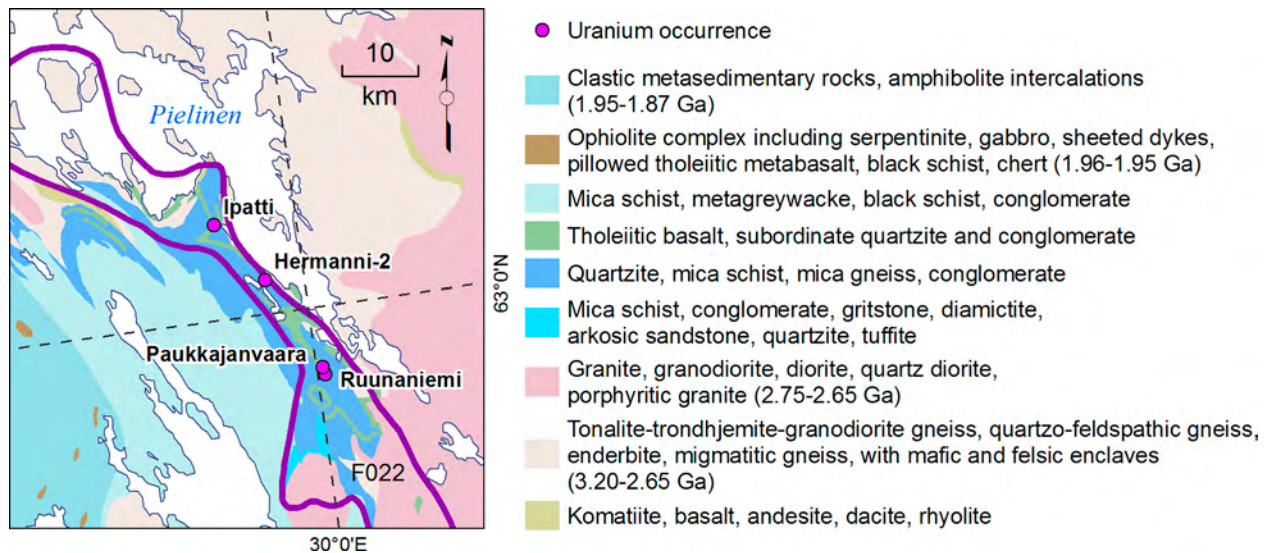 10
km
z
Pielinen
Ipatti
Hermanni-2
63°0'N
Paukkajanvaara
Ruunaniemi
F022
30°0'E
Uranium occurrence
Clastic metasedimentary rocks, amphibolite intercalations
(1.95-1.87 Ga)
Ophiolite complex including serpentinite, gabbro, sheeted dykes,
pillowed tholeiitic metabasalt, black schist, chert (1.96-1.95 Ga)
Mica schist, metagreywacke, black schist, conglomerate
Tholeiitic basalt, subordinate quartzite and conglomerate
Quartzite, mica schist, mica gneiss, conglomerate
Mica schist, conglomerate, gritstone, diamictite,
arkosic sandstone, quartzite, tuffite
Granite, granodiorite, diorite, quartz diorite,
porphyritic granite (2.75-2.65 Ga)
Tonalite-trondhjemite-granodiorite gneiss, quartzo-feldspathic gneiss,
enderbite, migmatitic gneiss, with mafic and felsic enclaves
(3.20-2.65 Ga)
Komatiite, basalt, andesite, dacite, rhyolite